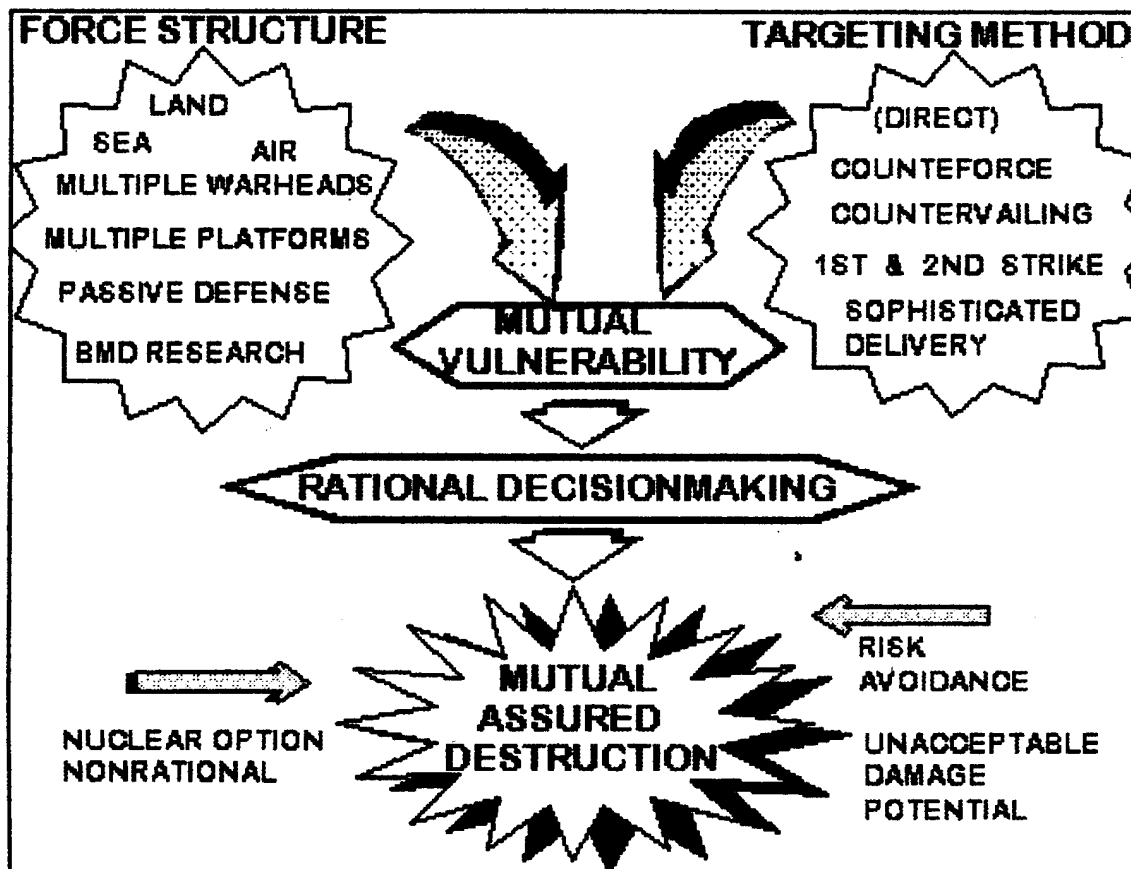 FORCE STRUCTURE
LAND
SEA
AIR
MULTIPLE WARHEADS
MULTIPLE PLATFORMS
PASSIVE DEFENSE
BMD RESEARCH
TARGETING METHOD
(DIRECT)
COUNTEFORCE
COUNTERVAILING
1ST & 2ND STRIKE
SOPHISTICATED
DELIVERY
MUTUAL
VULNERABILITY
RATIONAL DECISIONMAKING
MUTUAL
ASSURED
DESTRUCTION
NUCLEAR OPTION
NONRATIONAL
RISK
AVOIDANCE
UNACCEPTABLE
DAMAGE
POTENTIAL